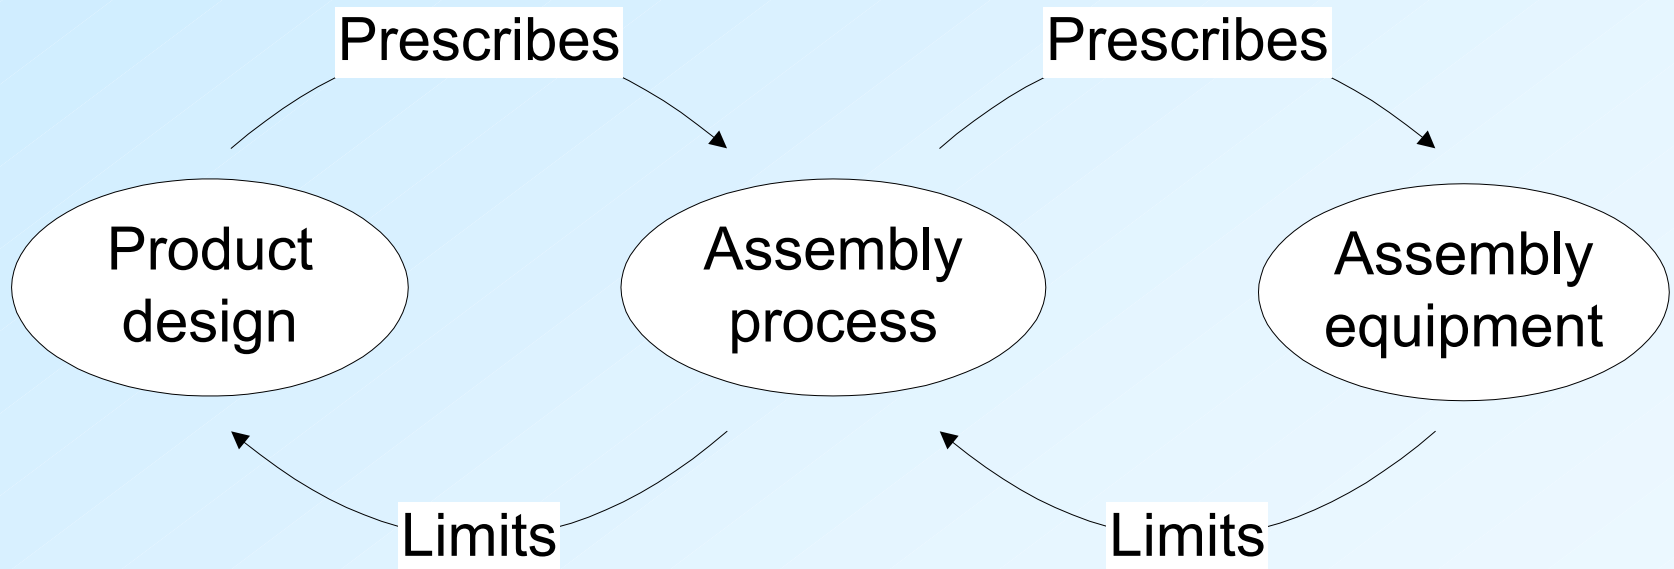 Prescribes
Prescribes
Product
design
Assembly
process
Assembly
equipment
Limits
Limits